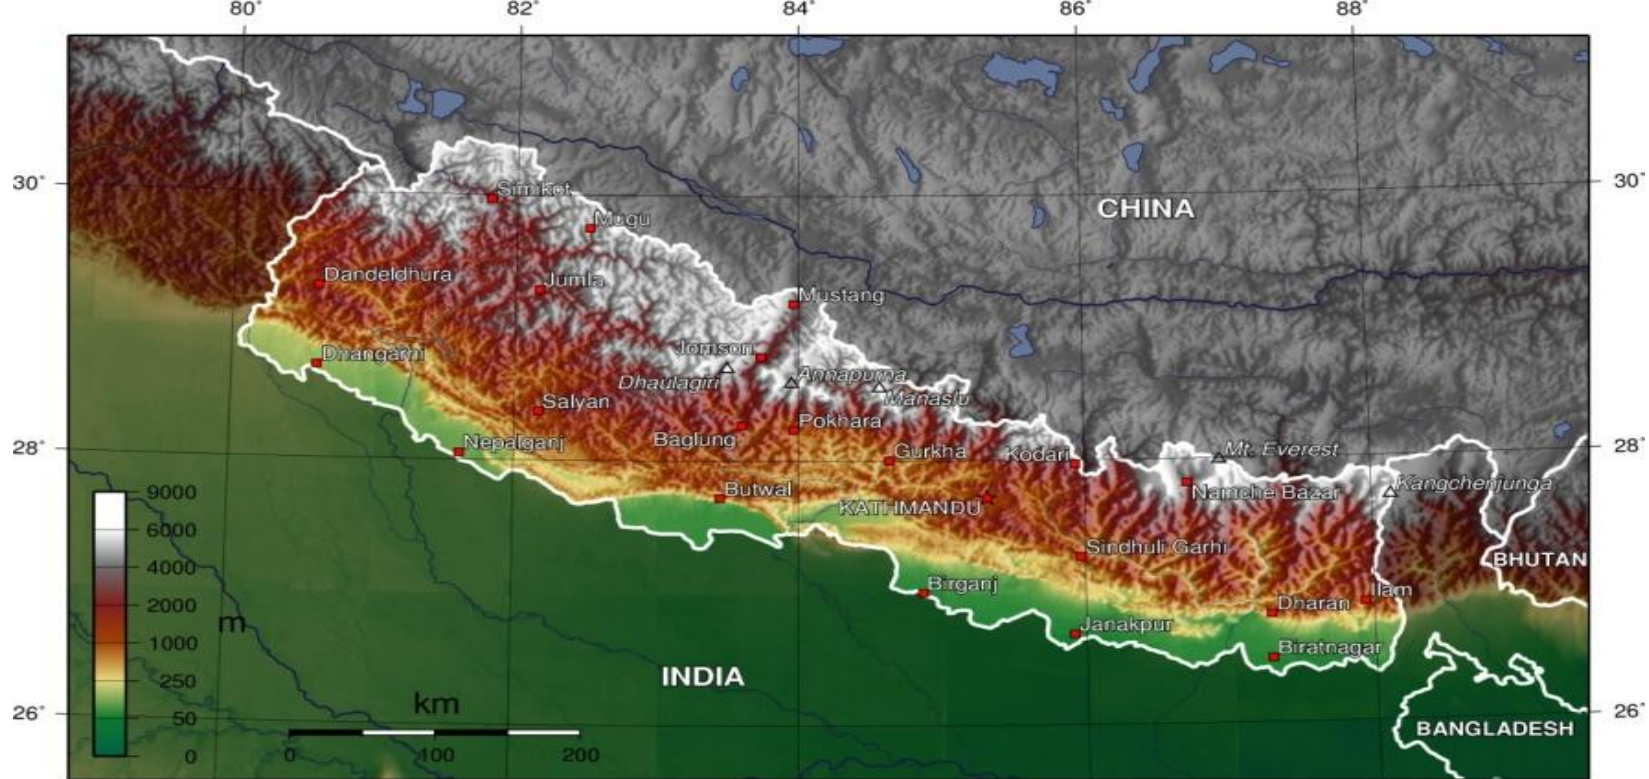 80°
82°
84°
86°
88°
30°
30°
CHINA
Simikot
Mugu
Dandeldhura
Jumla
Mustang
Jomson
Dhangarhi
Dhaulagiri
Annapurna
Manaslu
Salyan
Baglung
Pokhara
28°
28°
Nepalganj
Gurkha
Kodari
Mt. Everest
Butwal
KATHMANDU
Namche Bazar
Kangchenjunga
Sindhuli Garhi
BHUTAN
Birganj
Dharan
Ilam
Janakpur
Biratnagar
INDIA
9000
6000
4000
2000
1000
250
50
0
m
26°
26°
km
0
100
200
BANGLADESH